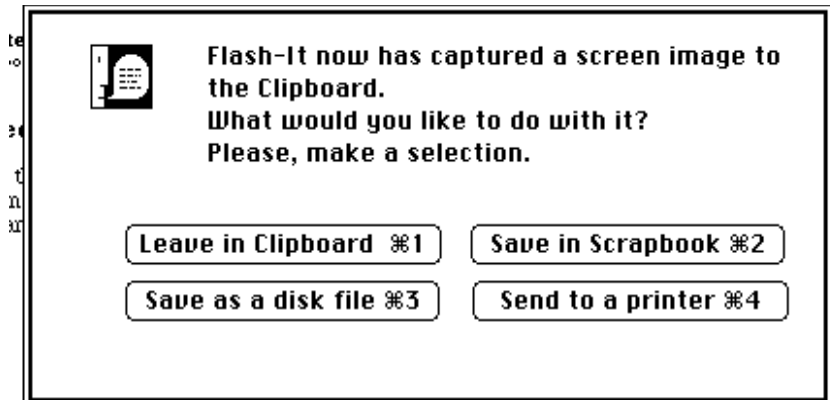 Flash-It now has captured a screen image to
the Clipboard.
What would you like to do with it?
Please, make a selection.
Leave in Clipboard ⌘1
Save in Scrapbook ⌘2
Save as a disk file ⌘3
Send to a printer ⌘4